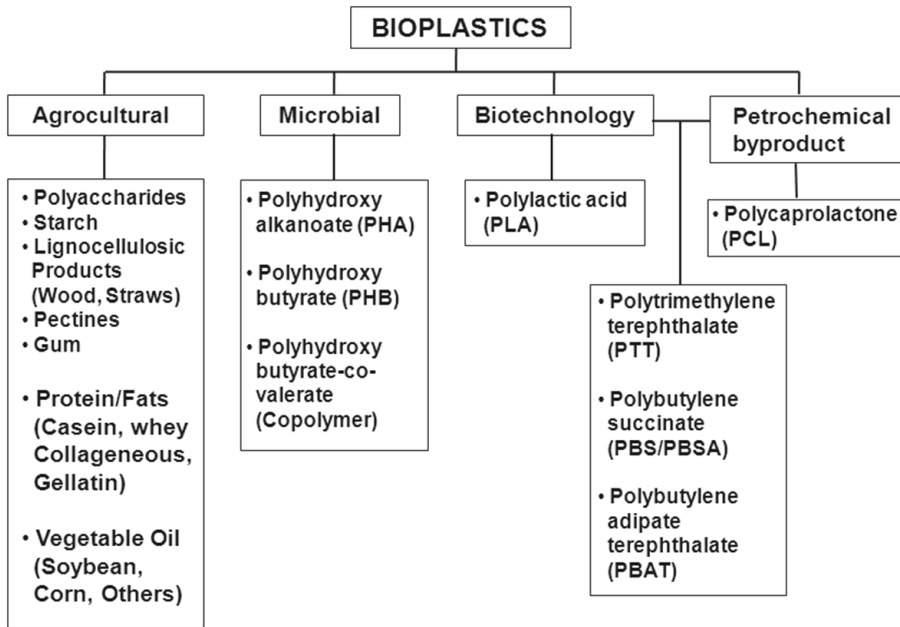 BIOPLASTICS
Agrocultural
Microbial
Biotechnology
Petrochemical
byproduct
• Polyaccharides
• Starch
• Lignocellulosic
Products
(Wood, Straws)
• Pectines
• Gum
• Protein/Fats
(Casein, whey
Collageneous,
Gellatin)
• Vegetable Oil
(Soybean,
Corn, Others)
• Polyhydroxy
alkanoate (PHA)
• Polyhydroxy
butyrate (PHB)
• Polyhydroxy
butyrate-co-
valerate
(Copolymer)
• Polylactic acid
(PLA)
• Polycaprolactone
(PCL)
• Polytrimethylene
terephthalate
(PTT)
• Polybutylene
succinate
(PBS/PBSA)
• Polybutylene
adipate
terephthalate
(PBAT)